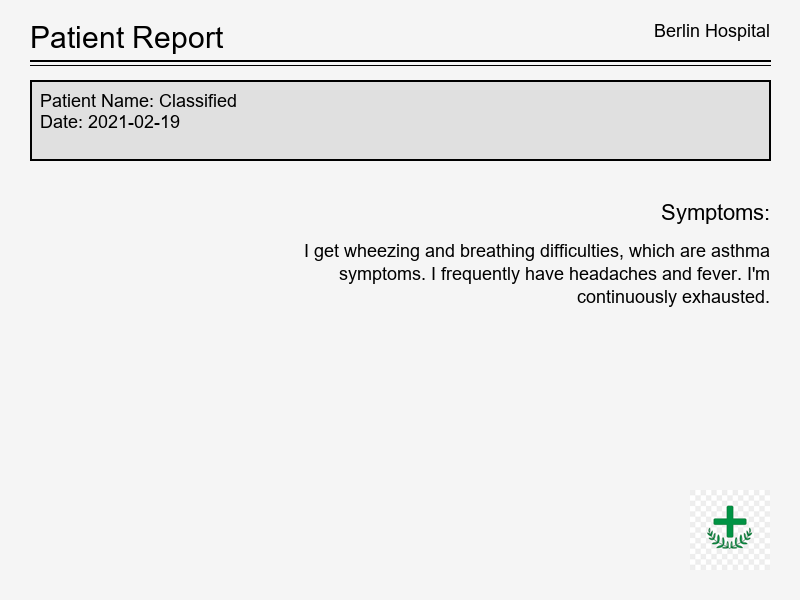 Patient Report
Berlin Hospital
Patient Name: Classified
Date: 2021-02-19
Symptoms:
I get wheezing and breathing difficulties, which are asthma
symptoms. I frequently have headaches and fever. I'm
continuously exhausted.